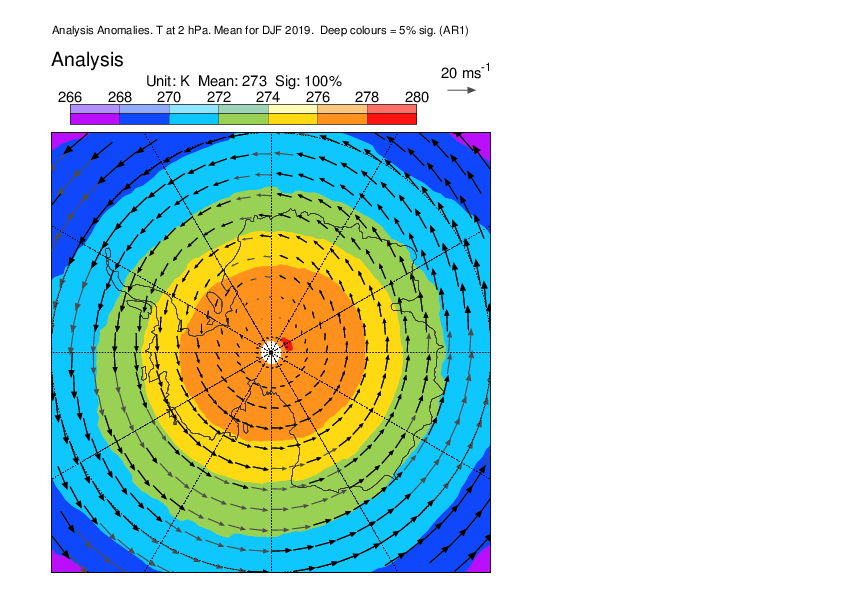 Analysis Anomalies. T at 2 hPa. Mean for DJF 2019.  Deep colours = 5% sig. (AR1)
Analysis
20 ms-1
Unit: K  Mean: 273  Sig: 100%
266 268 270 272 274 276 278 280